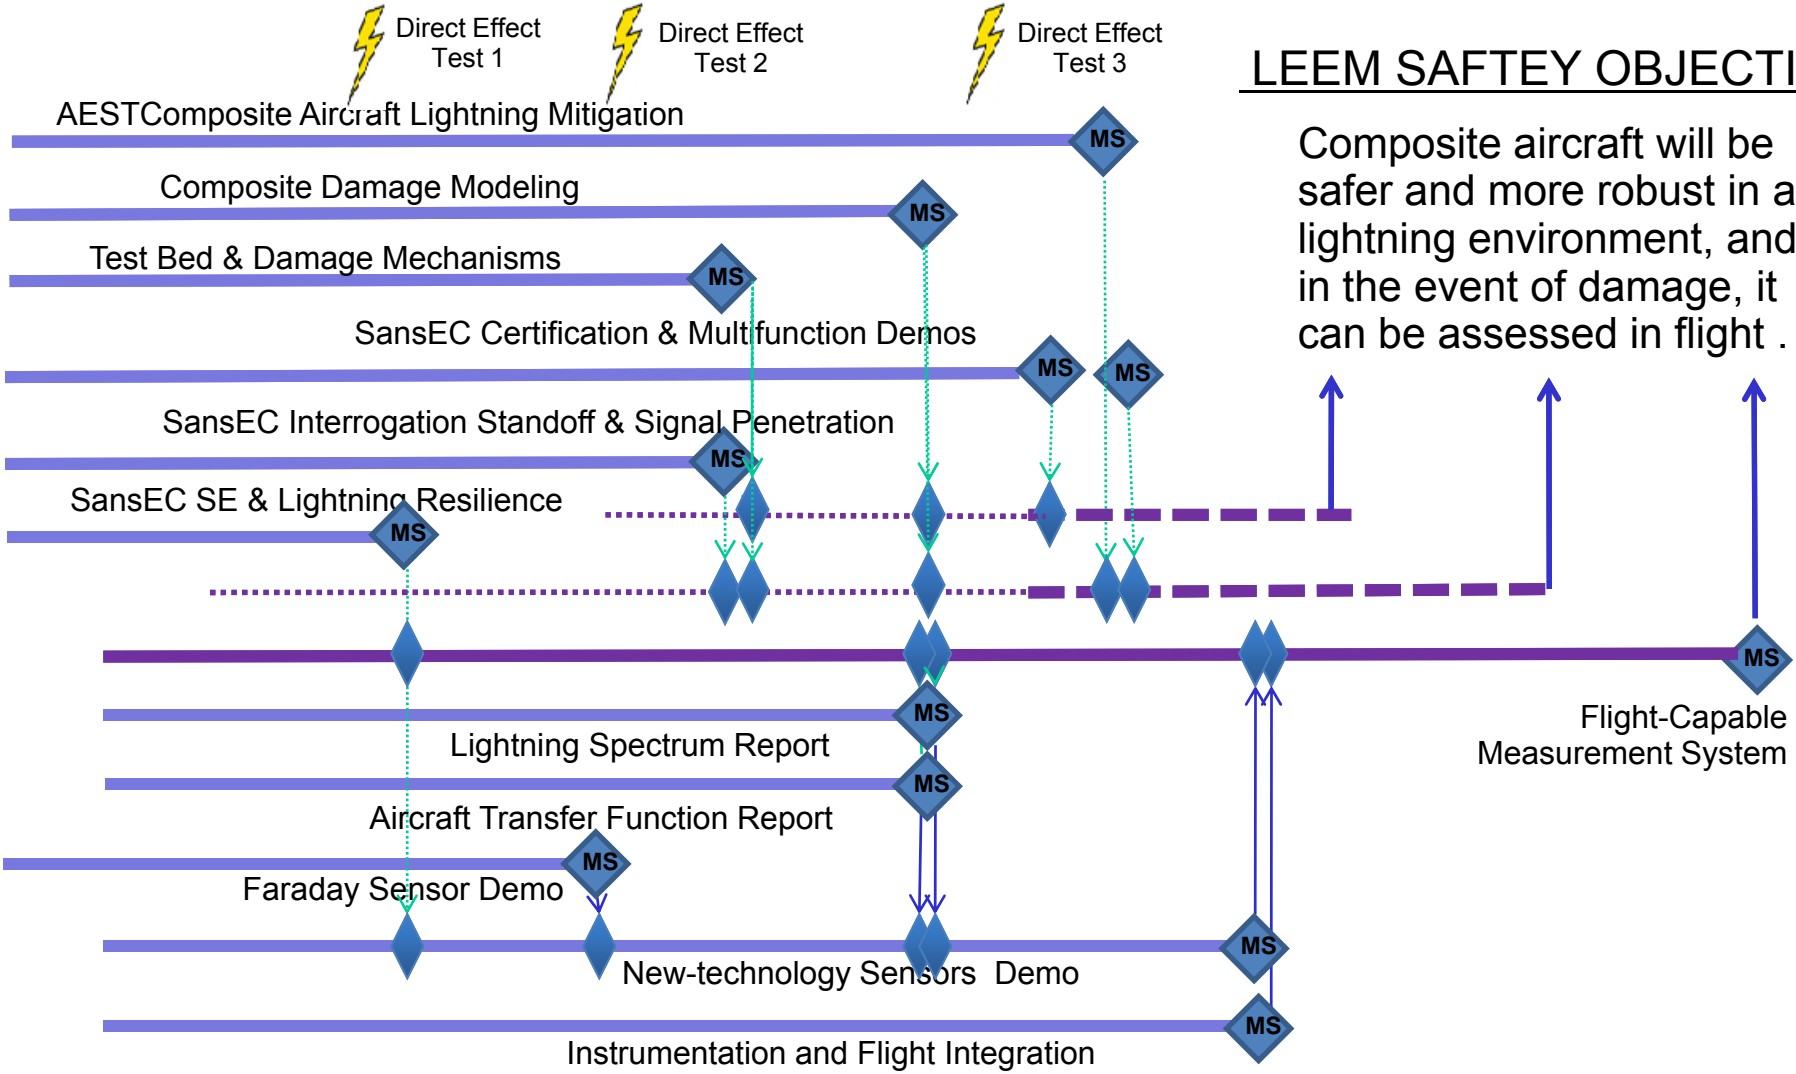 Direct Effect
Test 1
Direct Effect
Test 2
Direct Effect
Test 3
LEEM SAFTEY OBJECTI
AESTComposite Aircraft Lightning Mitigation
MS
Composite aircraft will be
safer and more robust in a
lightning environment, and
in the event of damage, it
can be assessed in flight .
Composite Damage Modeling
MS
Test Bed & Damage Mechanisms
MS
SansEC Certification & Multifunction Demos
MS
MS
SansEC Interrogation Standoff & Signal Penetration
MS
SansEC SE & Lightning Resilience
MS
MS
Flight-Capable
Measurement System
MS
Lightning Spectrum Report
MS
Aircraft Transfer Function Report
MS
Faraday Sensor Demo
MS
New-technology Sensors  Demo
MS
Instrumentation and Flight Integration